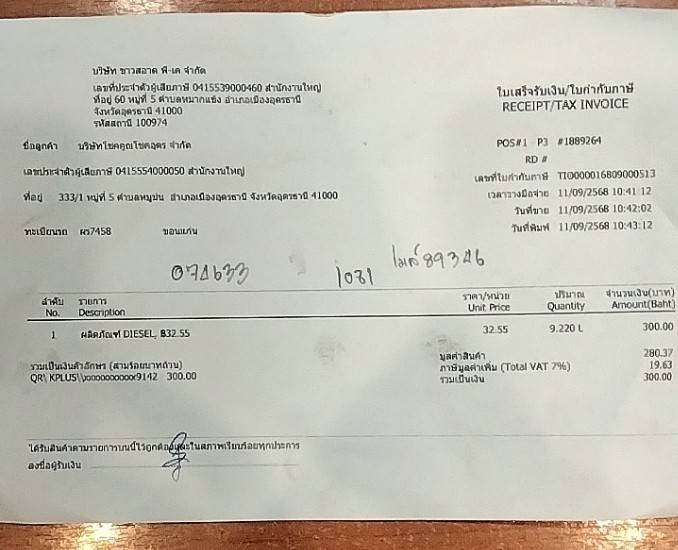 บริษัท ขาวสอาด พี-เค จำกัด
เลขที่ประจำตัวผู้เสียภาษี 0415539000460 สำนักงานใหญ่
ที่อยู่ 60 หมู่ที่ 5 ตำบลหมากแข้ง อำเภอเมืองอุดรธานี
จังหวัดอุดรธานี 41000
รหัสสถานี 100974
ใบเสร็จรับเงิน/ใบกำกับภาษี
RECEIPT/TAX INVOICE
ชื่อลูกค้า บริษัทโชคคูณโชคอุดร จำกัด
POS#1 P3 #1889264
RD #
เลขประจำตัวผู้เสียภาษี 0415554000050 สำนักงานใหญ่
เลขที่ใบกำกับภาษี TI0000016809000513
ที่อยู่ 333/1 หมู่ที่ 5 ตำบลหมูม่น อำเภอเมืองอุดรธานี จังหวัดอุดรธานี 41000
เวลาวางมือจ่าย 11/09/2568 10:41:12
วันที่ขาย 11/09/2568 10:42:02
ทะเบียนรถ ผร7458 ขอนแก่น
วันที่พิมพ์ 11/09/2568 10:43:12
074633 1031 ไมล์ 89346
ลำดับ รายการ ราคา/หน่วย ปริมาณ จำนวนเงิน(บาท)
No. Description Unit Price Quantity Amount(Baht)
1 ผลิตภัณฑ์ DIESEL, ฿32.55 32.55 9.220 L 300.00
มูลค่าสินค้า 280.37
รวมเป็นเงินตัวอักษร (สามร้อยบาทถ้วน)
ภาษีมูลค่าเพิ่ม (Total VAT 7%) 19.63
QR\ KPLUS\\xxxxxxxxxxxr9142 300.00
รวมเป็นเงิน 300.00
ได้รับสินค้าตามรายการบนนี้ไว้ถูกต้องและในสภาพเรียบร้อยทุกประการ
ลงชื่อผู้รับเงิน